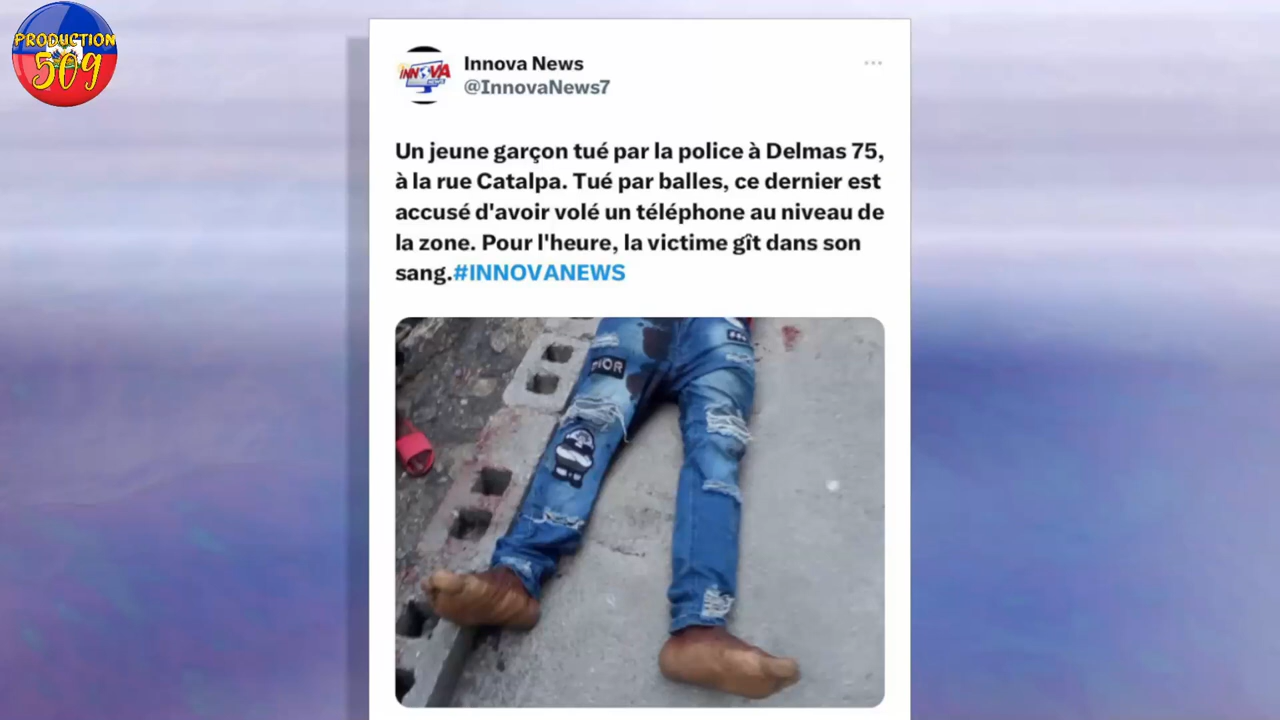 PRODUCTION
509
INNOVA
Innova News
@InnovaNews7
Un jeune garçon tué par la police à Delmas 75,
à la rue Catalpa. Tué par balles, ce dernier est
accusé d'avoir volé un téléphone au niveau de
la zone. Pour l'heure, la victime gît dans son
sang.#INNOVANEWS
DIOR